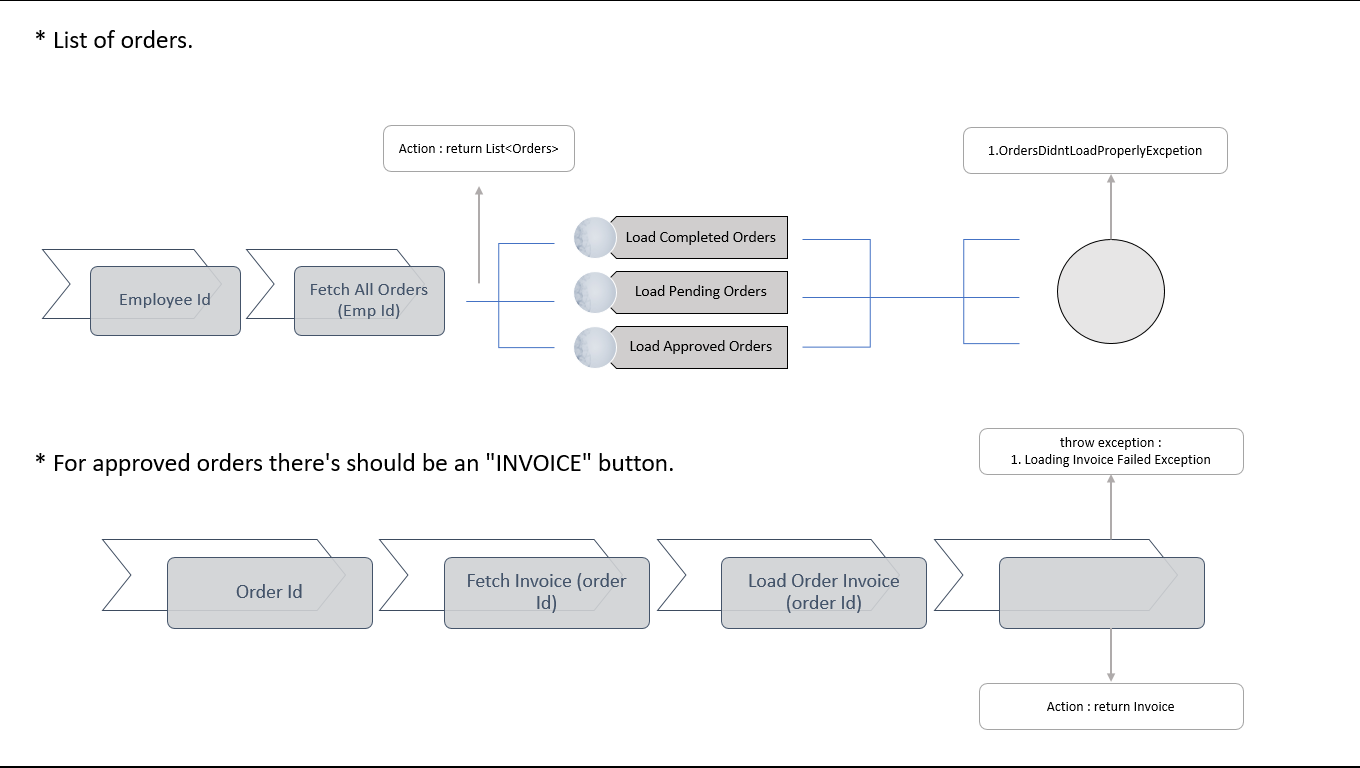 * List of orders.
Action : return List<Orders>
1.OrdersDidntLoadProperlyExcpetion
Load Completed Orders
Employee Id
Fetch All Orders
(Emp Id)
Load Pending Orders
Load Approved Orders
* For approved orders there's should be an "INVOICE" button.
throw exception :
1. Loading Invoice Failed Exception
Order Id
Fetch Invoice (order
Id)
Load Order Invoice
(order Id)
Action : return Invoice